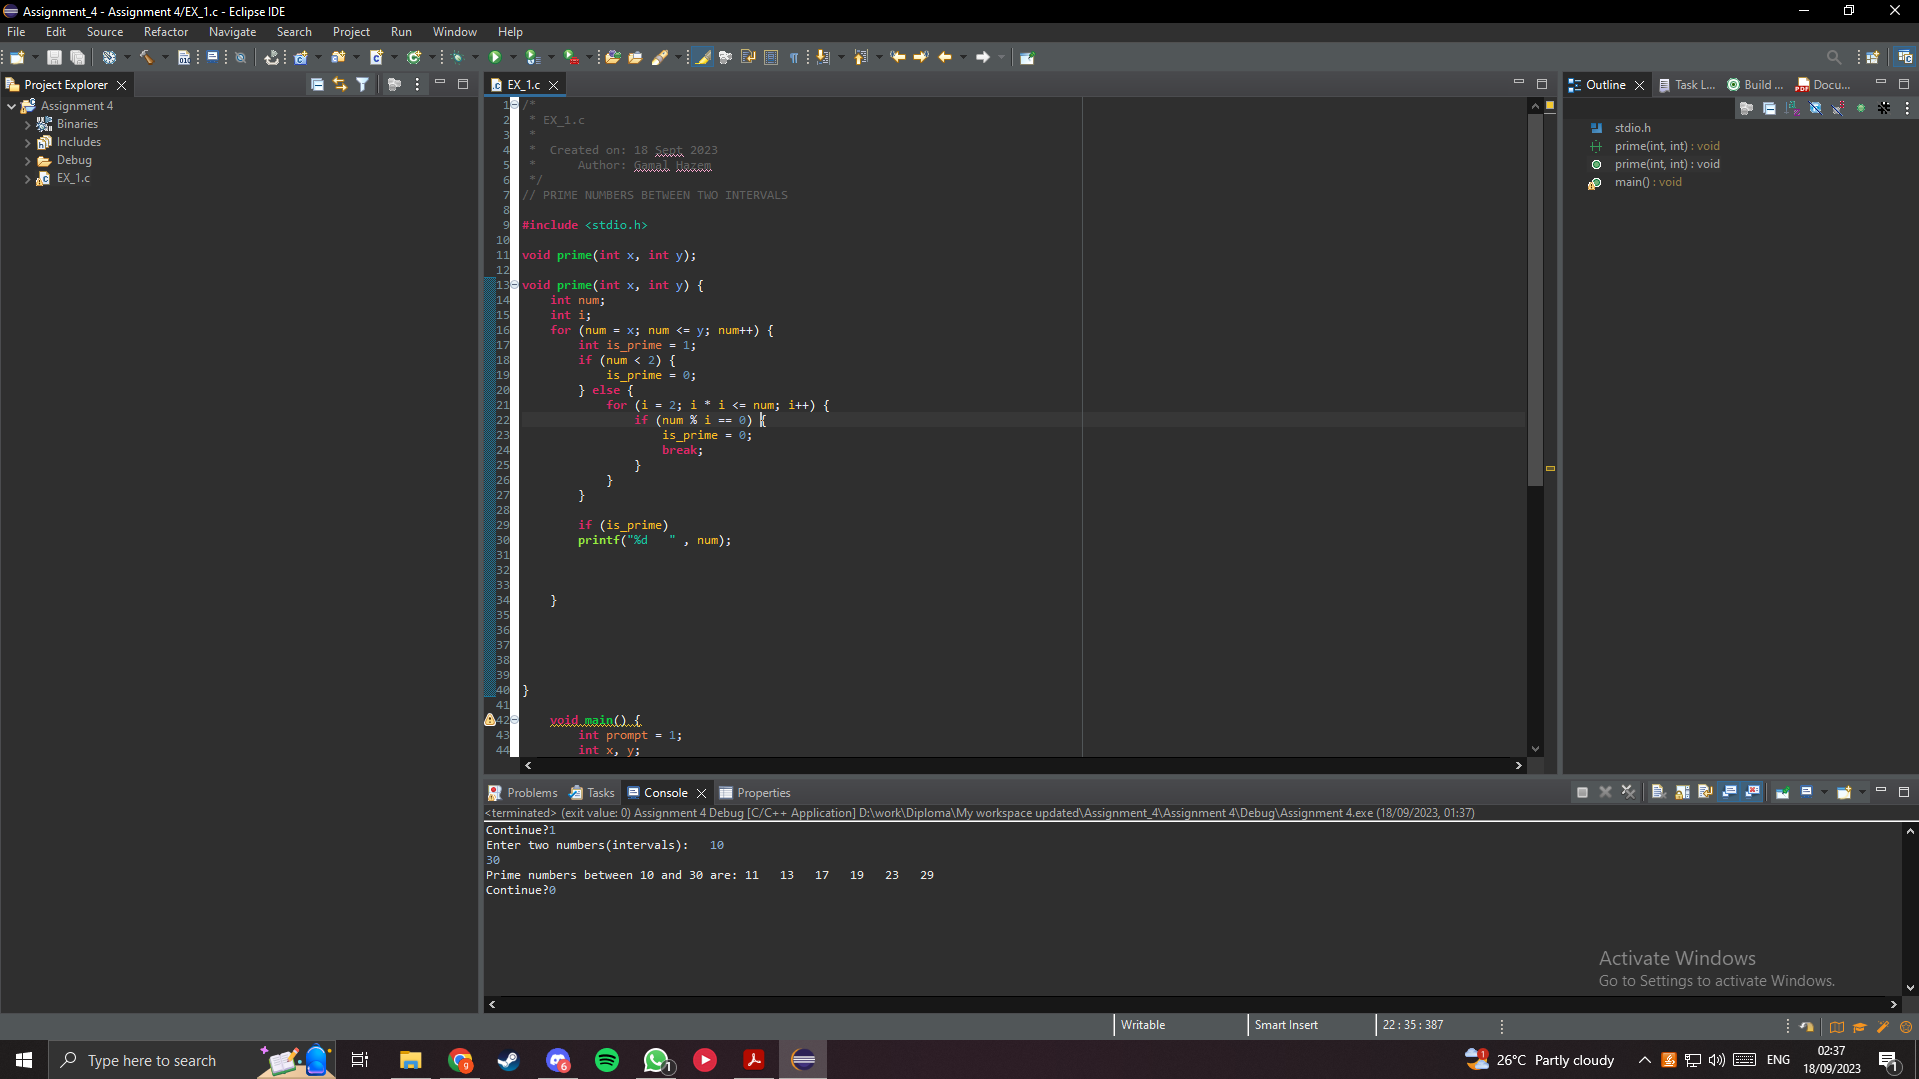 Assignment_4 - Assignment 4/EX_1.c - Eclipse IDE
File Edit Source Refactor Navigate Search Project Run Window Help
Project Explorer
Assignment 4
Binaries
Includes
Debug
EX_1.c
EX_1.c
1 /*
2 * EX_1.c
3 *
4 * Created on: 18 Sept 2023
5 * Author: Gamal Hazem
6 */
7 // PRIME NUMBERS BETWEEN TWO INTERVALS
8
9 #include <stdio.h>
10
11 void prime(int x, int y);
12
13 void prime(int x, int y) {
14 int num;
15 int i;
16 for (num = x; num <= y; num++) {
17 int is_prime = 1;
18 if (num < 2) {
19 is_prime = 0;
20 } else {
21 for (i = 2; i * i <= num; i++) {
22 if (num % i == 0) {
23 is_prime = 0;
24 break;
25 }
26 }
27 }
28
29 if (is_prime)
30 printf("%d   " , num);
31
32
33
34 }
35
36
37
38
39
40 }
41
42 void main() {
43 int prompt = 1;
44 int x, y;
Outline Task L... Build ... Docu...
stdio.h
prime(int, int) : void
prime(int, int) : void
main() : void
Problems Tasks Console Properties
<terminated> (exit value: 0) Assignment 4 Debug [C/C++ Application] D:\work\Diploma\My workspace updated\Assignment_4\Assignment 4\Debug\Assignment 4.exe (18/09/2023, 01:37)
Continue?1
Enter two numbers(intervals):   10
30
Prime numbers between 10 and 30 are: 11   13   17   19   23   29
Continue?0
Activate Windows
Go to Settings to activate Windows.
Writable Smart Insert 22 : 35 : 387
Type here to search
6
1
1
26°C Partly cloudy
ENG
02:37
18/09/2023
1